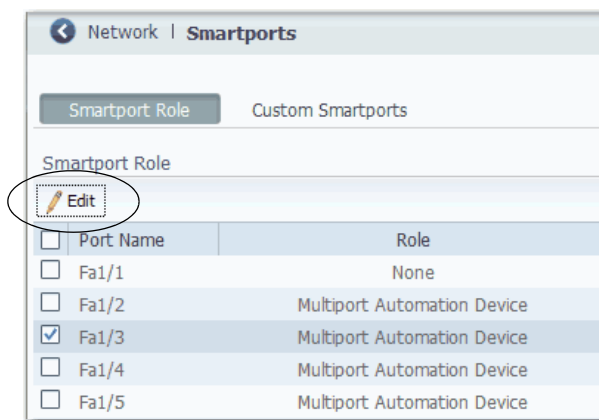 Network | Smartports
Smartport Role Custom Smartports
Smartport Role
Edit
Port Name Role
Fa1/1 None
Fa1/2 Multiport Automation Device
Fa1/3 Multiport Automation Device
Fa1/4 Multiport Automation Device
Fa1/5 Multiport Automation Device